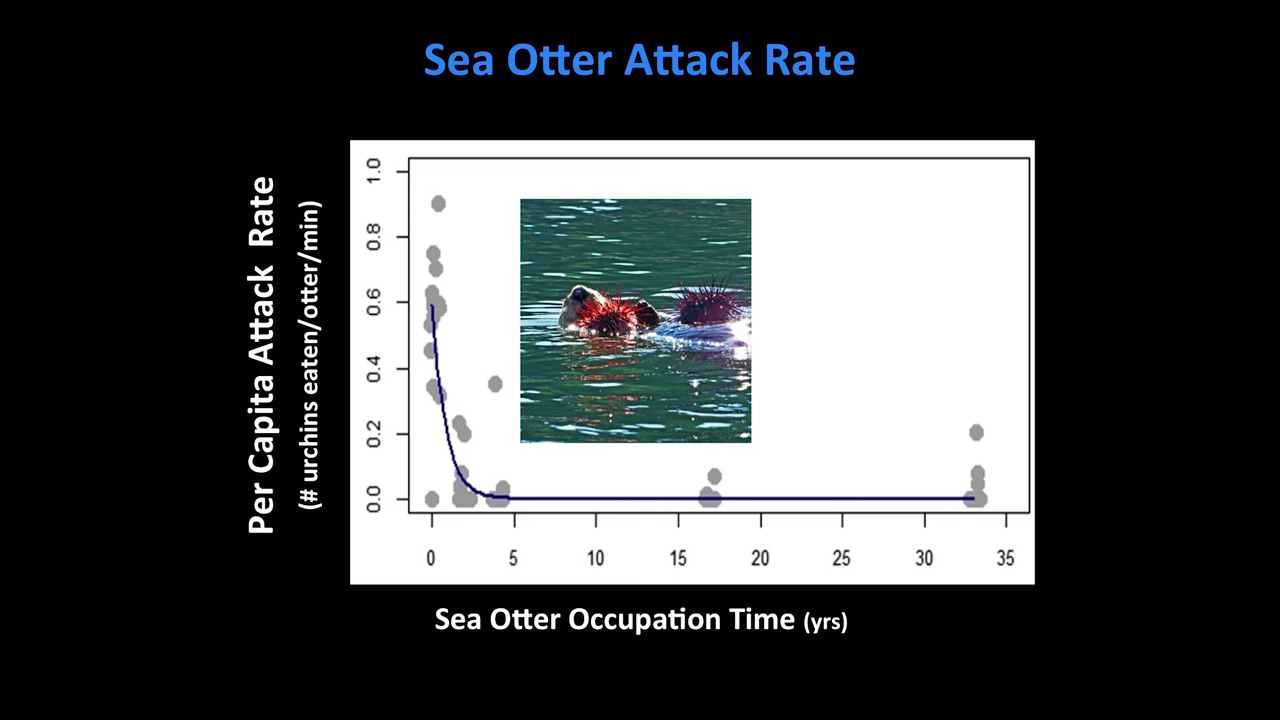 Sea Otter Attack Rate
Per Capita Attack Rate
(# urchins eaten/otter/min)
1.0
0.8
0.6
0.4
0.2
0.0
0 5 10 15 20 25 30 35
Sea Otter Occupation Time (yrs)